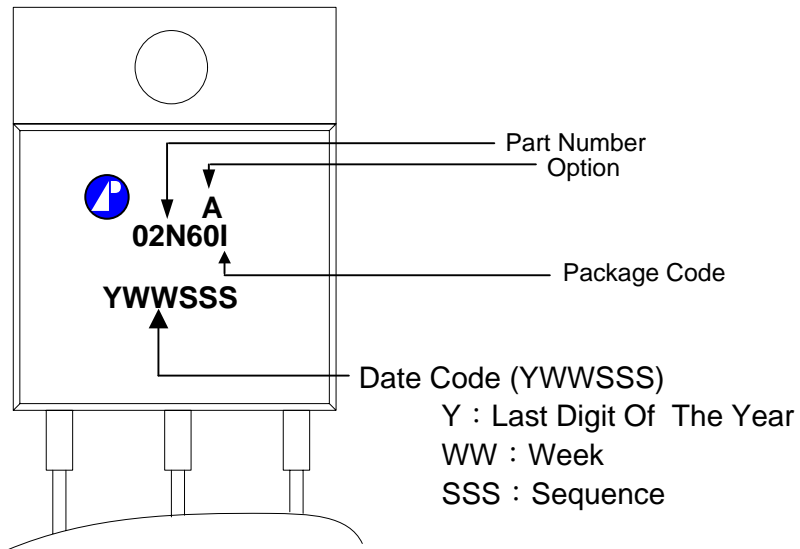 Part Number
Option
A
02N60I
Package Code
YWWSSS
Date Code (YWWSSS)
Y：Last Digit Of The Year
WW：Week
SSS：Sequence